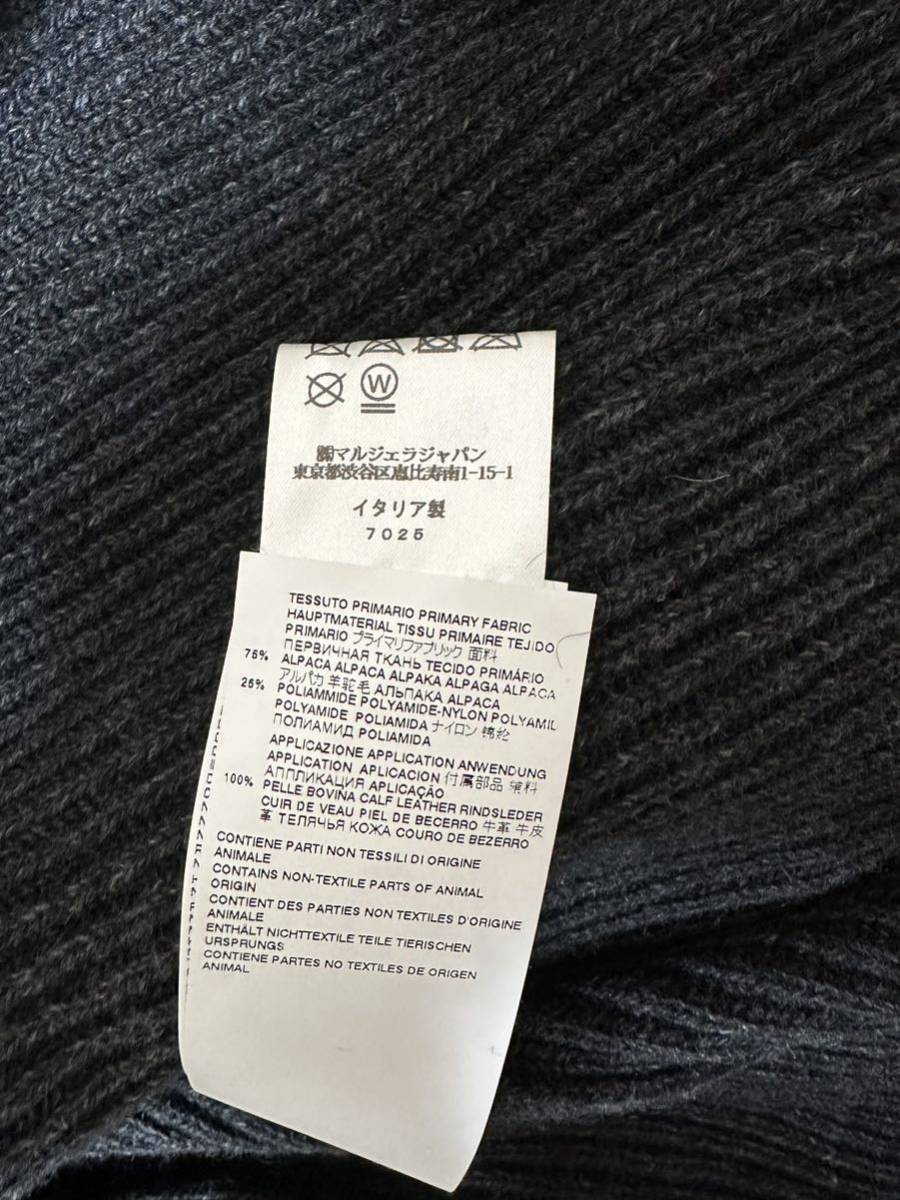 W
㈱マルジェラジャパン
東京都渋谷区恵比寿南1-15-1
イタリア製
7025
TESSUTO PRIMARIO PRIMARY FABRIC
HAUPTMATERIAL TISSU PRIMAIRE TEJIDO
PRIMARIO プライマリファブリック 面料
ПЕРВИЧНАЯ ТКАНЬ TECIDO PRIMÁRIO
75% ALPACA ALPACA ALPAKA ALPAGA ALPACA
アルパカ 羊驼毛 АЛЬПАКА ALPACA
25% POLIAMMIDE POLYAMIDE-NYLON POLYAMID
POLYAMIDE POLIAMIDA ナイロン 锦纶
ПОЛИАМИД POLIAMIDA
APPLICAZIONE APPLICATION ANWENDUNG
APPLICATION APLICACION 付属部品 镶料
АППЛИКАЦИЯ APLICAÇÃO
100% PELLE BOVINA CALF LEATHER RINDSLEDER
CUIR DE VEAU PIEL DE BECERRO 牛革 牛皮
革 ТЕЛЯЧЬЯ КОЖА COURO DE BEZERRO
CONTIENE PARTI NON TESSILI DI ORIGINE
ANIMALE
CONTAINS NON-TEXTILE PARTS OF ANIMAL
ORIGIN
CONTIENT DES PARTIES NON TEXTILES D'ORIGINE
ANIMALE
ENTHÄLT NICHTTEXTILE TEILE TIERISCHEN
URSPRUNGS
CONTIENE PARTES NO TEXTILES DE ORIGEN
ANIMAL